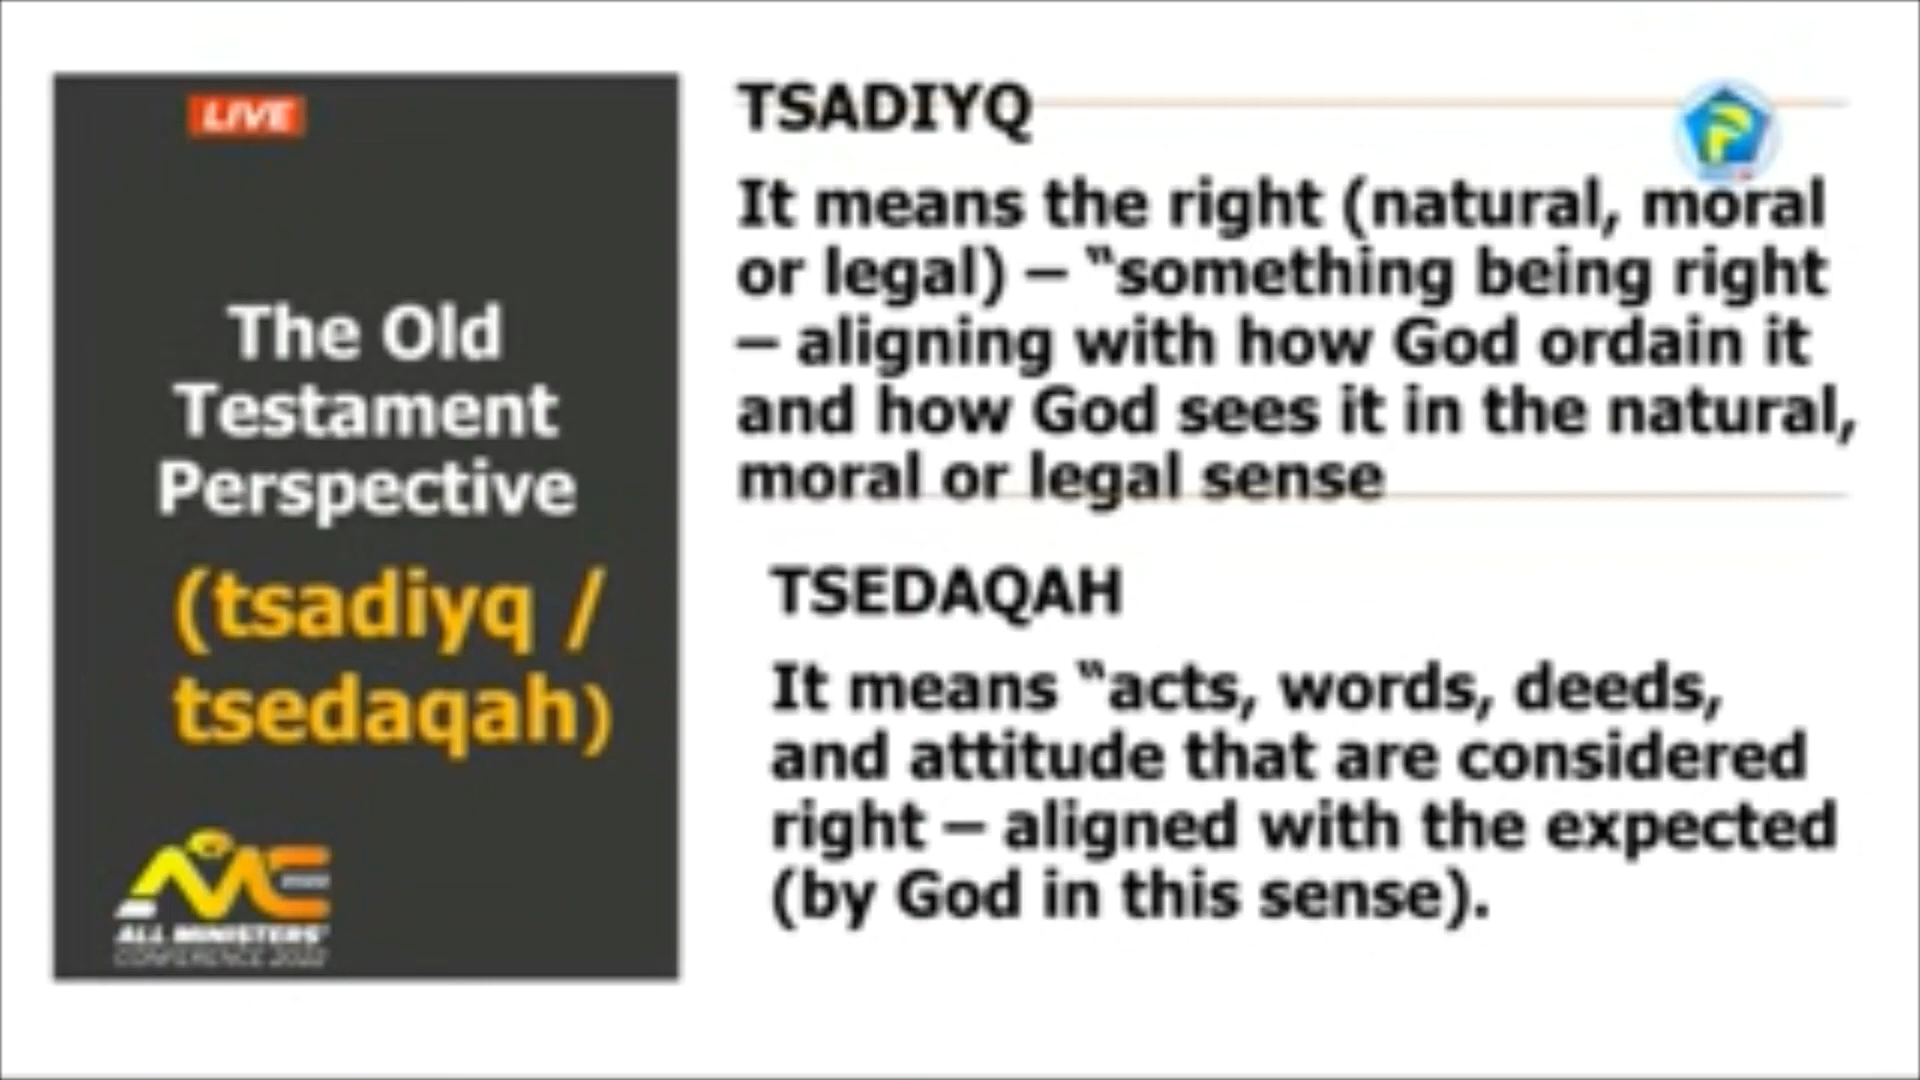 LIVE
The Old
Testament
Perspective
(tsadiyq /
tsedaqah)
ALL MINISTERS'
CONFERENCE 2022
TSADIYQ
It means the right (natural, moral
or legal) – “something being right
– aligning with how God ordain it
and how God sees it in the natural,
moral or legal sense
TSEDAQAH
It means “acts, words, deeds,
and attitude that are considered
right – aligned with the expected
(by God in this sense).